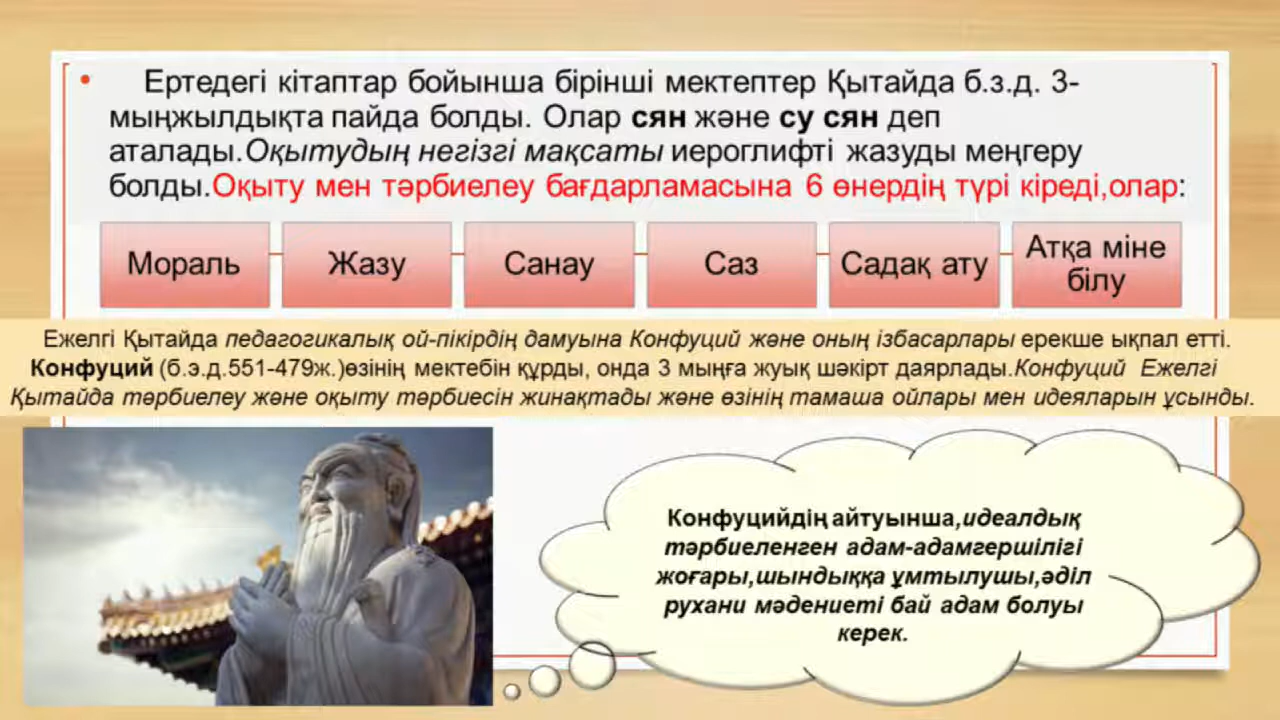 Ертедегі кітаптар бойынша бірінші мектептер Қытайда б.з.д. 3-
мыңжылдықта пайда болды. Олар сян және су сян деп
аталады.Оқытудың негізгі мақсаты иероглифті жазуды меңгеру
болды.Оқыту мен тәрбиелеу бағдарламасына 6 өнердің түрі кіреді,олар:
Мораль
Жазу
Санау
Саз
Садақ ату
Атқа міне
білу
Ежелгі Қытайда педагогикалық ой-пікірдің дамуына Конфуций және оның ізбасарлары ерекше ықпал етті.
Конфуций (б.э.д.551-479ж.)өзінің мектебін құрды, онда 3 мыңға жуық шәкірт даярлады.Конфуций Ежелгі
Қытайда тәрбиелеу және оқыту тәрбиесін жинақтады және өзінің тамаша ойлары мен идеяларын ұсынды.
Конфуцийдің айтуынша,идеалдық
тәрбиеленген адам-адамгершілігі
жоғары,шындыққа ұмтылушы,әділ
рухани мәдениеті бай адам болуы
керек.